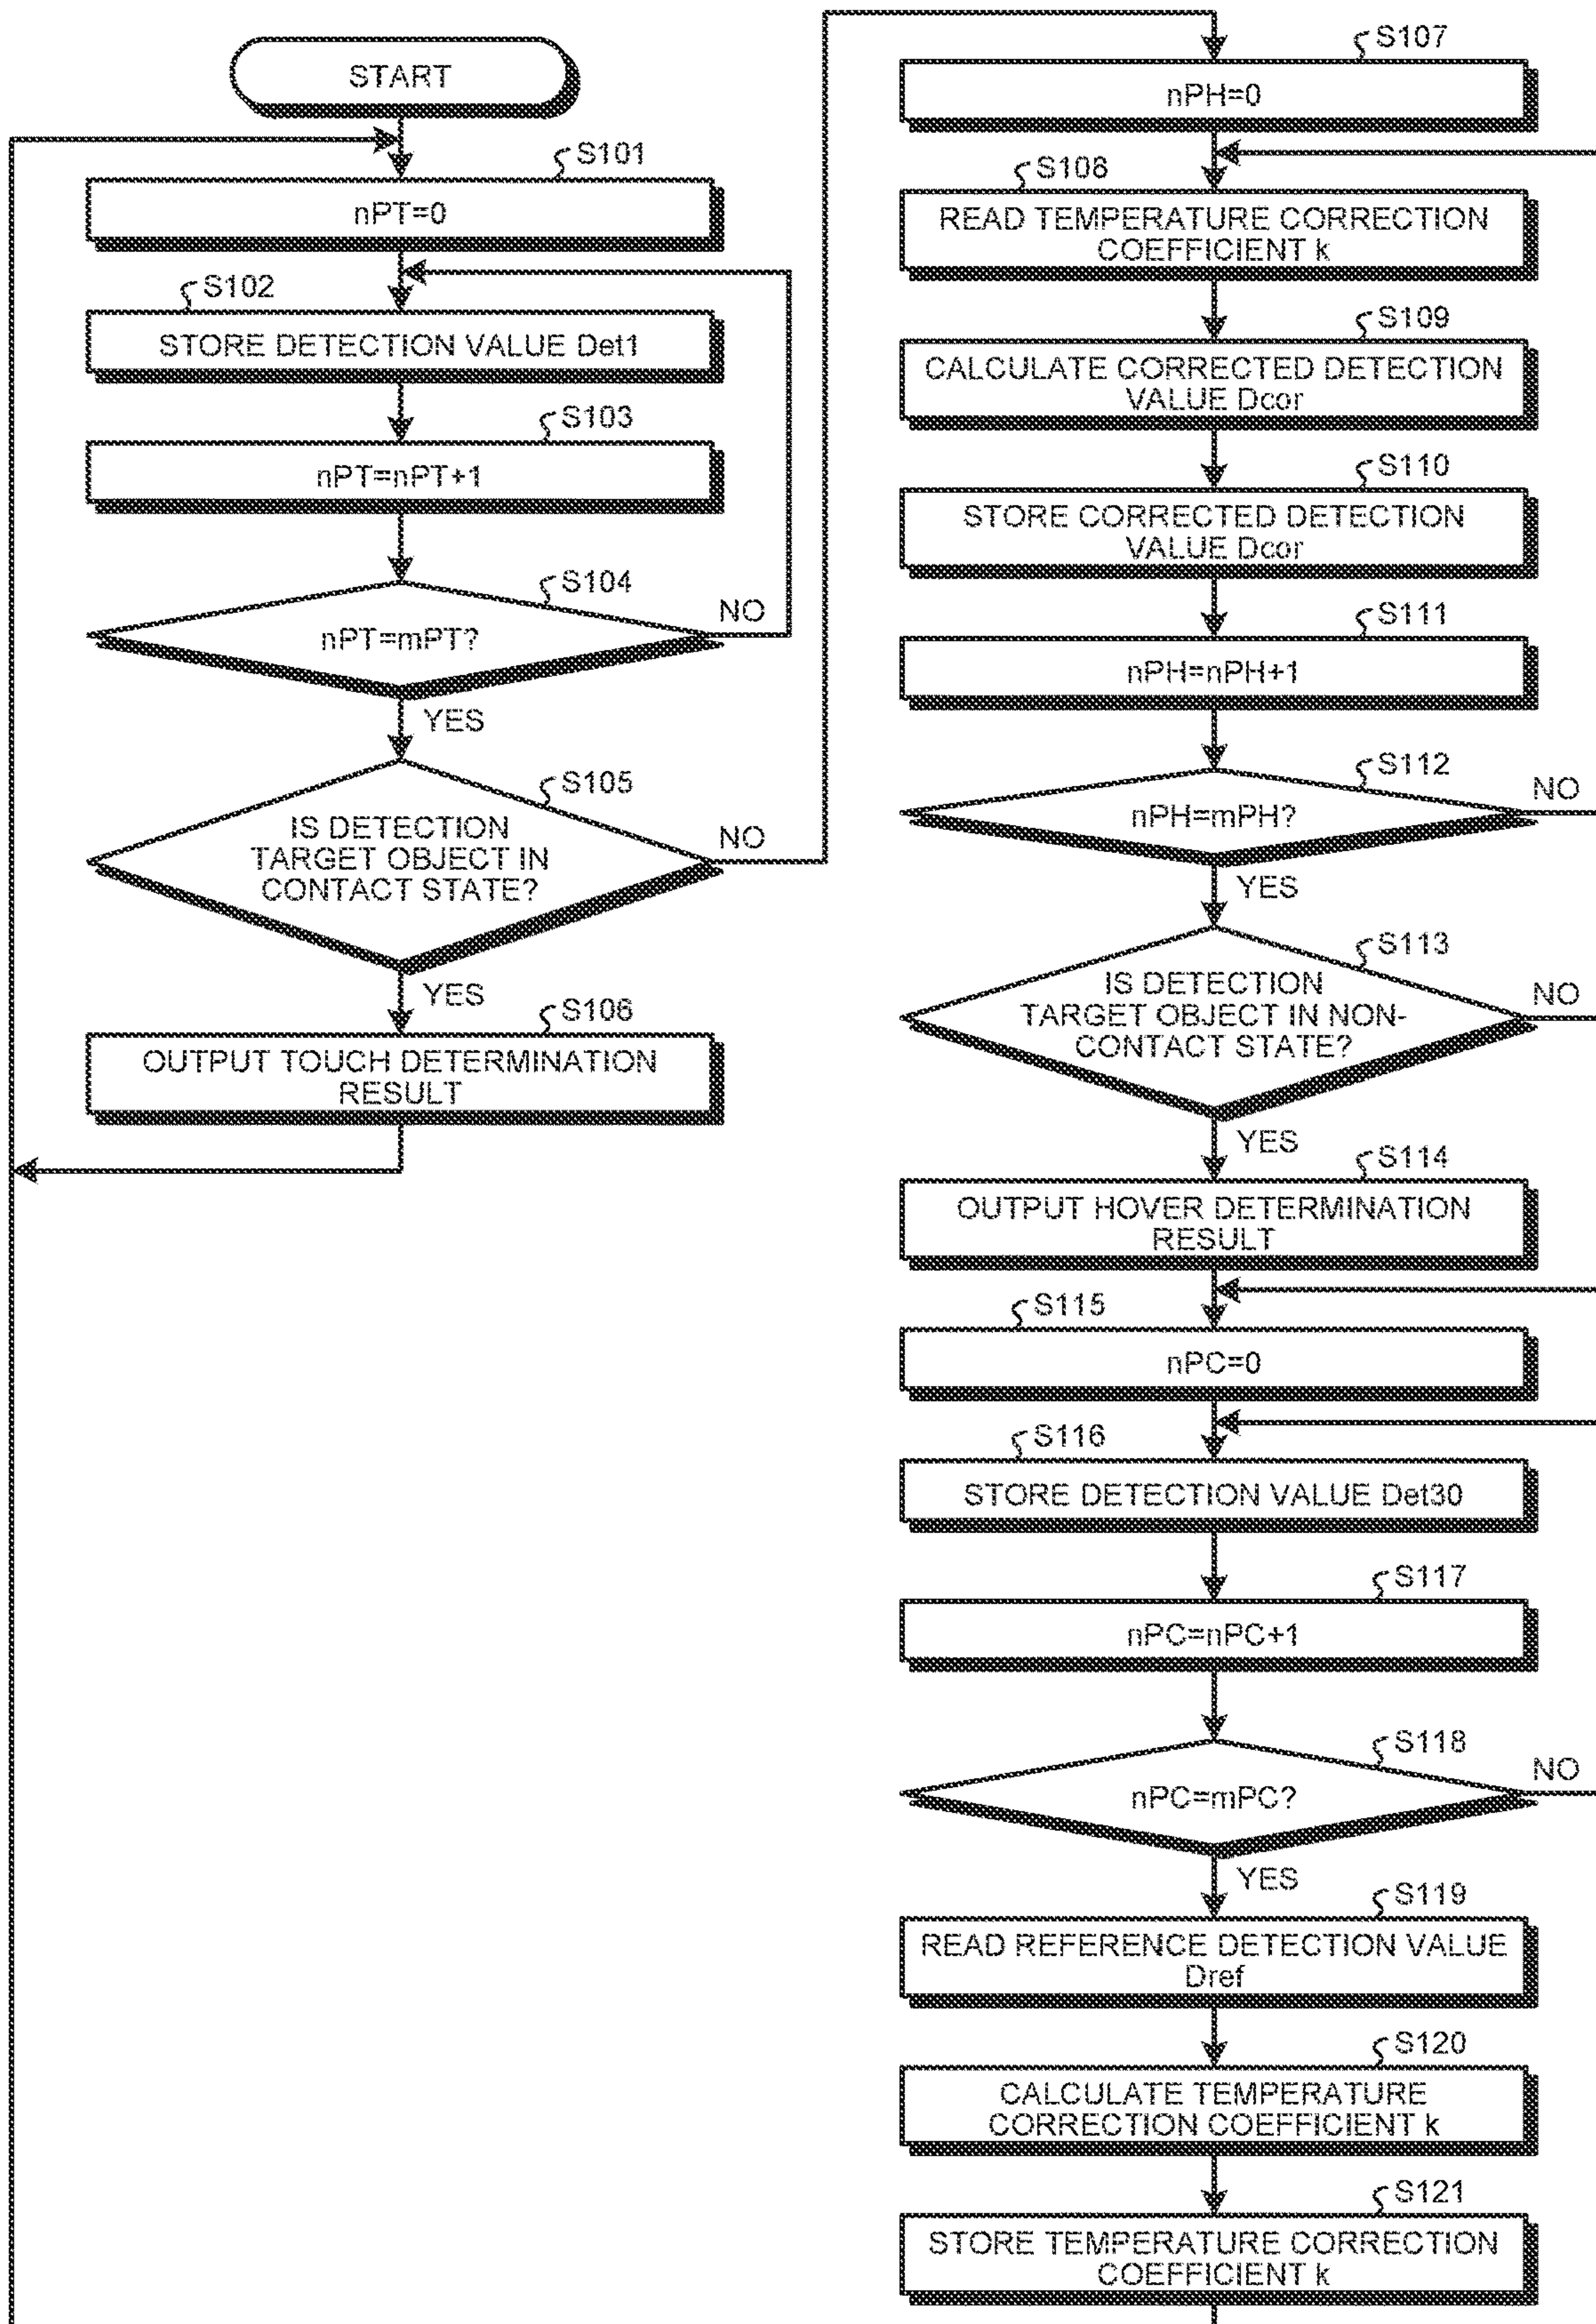 START
S101
nPT=0
S102
STORE DETECTION VALUE Det1
S103
nPT=nPT+1
S104
nPT=mPT?
NO
YES
S105
IS DETECTION
TARGET OBJECT IN
CONTACT STATE?
NO
YES
S106
OUTPUT TOUCH DETERMINATION
RESULT
S107
nPH=0
S108
READ TEMPERATURE CORRECTION
COEFFICIENT k
S109
CALCULATE CORRECTED DETECTION
VALUE Dcor
S110
STORE CORRECTED DETECTION
VALUE Dcor
S111
nPH=nPH+1
S112
nPH=mPH?
NO
YES
S113
IS DETECTION
TARGET OBJECT IN NON-
CONTACT STATE?
NO
YES
S114
OUTPUT HOVER DETERMINATION
RESULT
S115
nPC=0
S116
STORE DETECTION VALUE Det30
S117
nPC=nPC+1
S118
nPC=mPC?
NO
YES
S119
READ REFERENCE DETECTION VALUE
Dref
S120
CALCULATE TEMPERATURE
CORRECTION COEFFICIENT k
S121
STORE TEMPERATURE CORRECTION
COEFFICIENT k